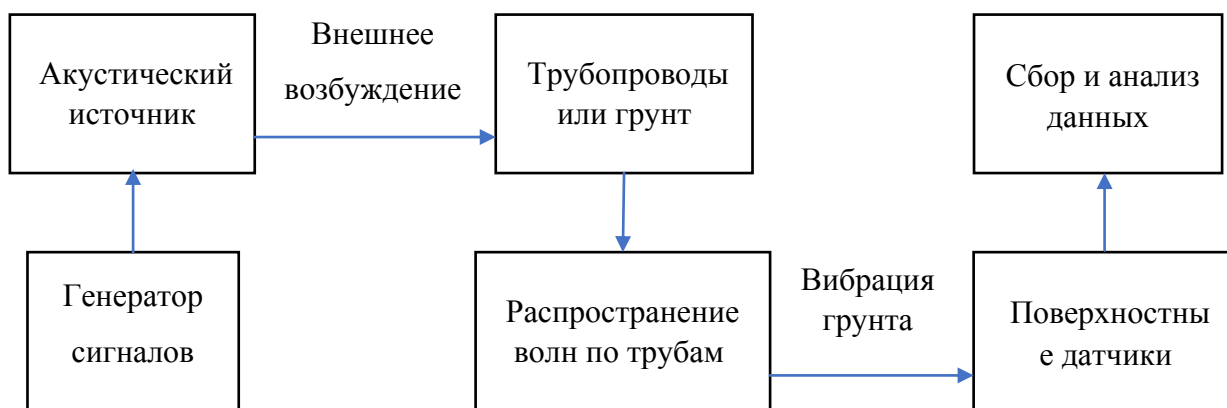 Акустический
источник
Внешнее
возбуждение
Трубопроводы
или грунт
Сбор и анализ
данных
Генератор
сигналов
Распространение
волн по трубам
Вибрация
грунта
Поверхностны
е датчики